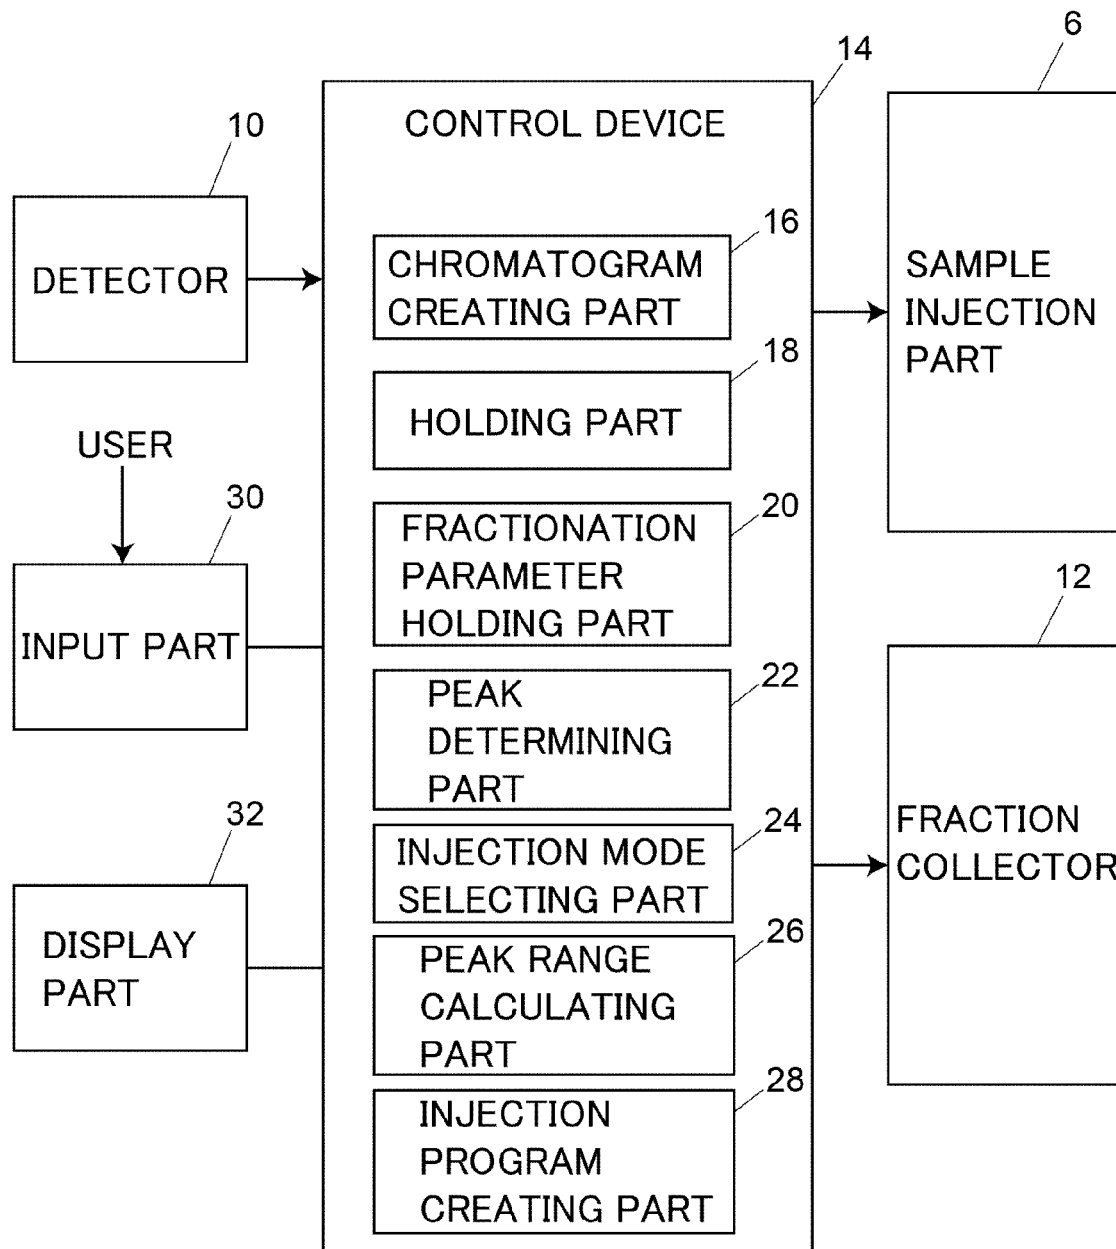 6
14
CONTROL DEVICE
10
DETECTOR
16
CHROMATOGRAM
CREATING PART
SAMPLE
INJECTION
PART
18
HOLDING PART
USER
30
INPUT PART
20
FRACTIONATION
PARAMETER
HOLDING PART
12
22
PEAK
DETERMINING
PART
FRACTION
COLLECTOR
32
DISPLAY
PART
24
INJECTION MODE
SELECTING PART
26
PEAK RANGE
CALCULATING
PART
28
INJECTION
PROGRAM
CREATING PART